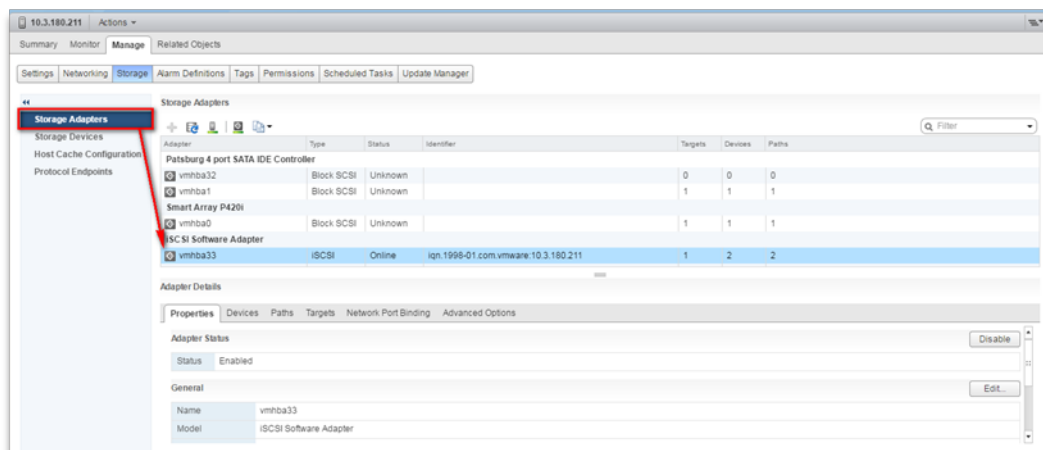 10.3.180.211 Actions
Summary Monitor Manage Related Objects
Settings Networking Storage Alarm Definitions Tags Permissions Scheduled Tasks Update Manager
Storage Adapters
Storage Devices
Host Cache Configuration
Protocol Endpoints
Storage Adapters
Filter
Adapter Type Status Identifier Targets Devices Paths
Patsburg 4 port SATA IDE Controller
vmhba32 Block SCSI Unknown 0 0 0
vmhba1 Block SCSI Unknown 1 1 1
Smart Array P420i
vmhba0 Block SCSI Unknown 1 1 1
iSCSI Software Adapter
vmhba33 iSCSI Online iqn.1998-01.com.vmware:10.3.180.211 1 2 2
Adapter Details
Properties Devices Paths Targets Network Port Binding Advanced Options
Adapter Status
Disable
Status Enabled
General
Edit...
Name vmhba33
Model iSCSI Software Adapter